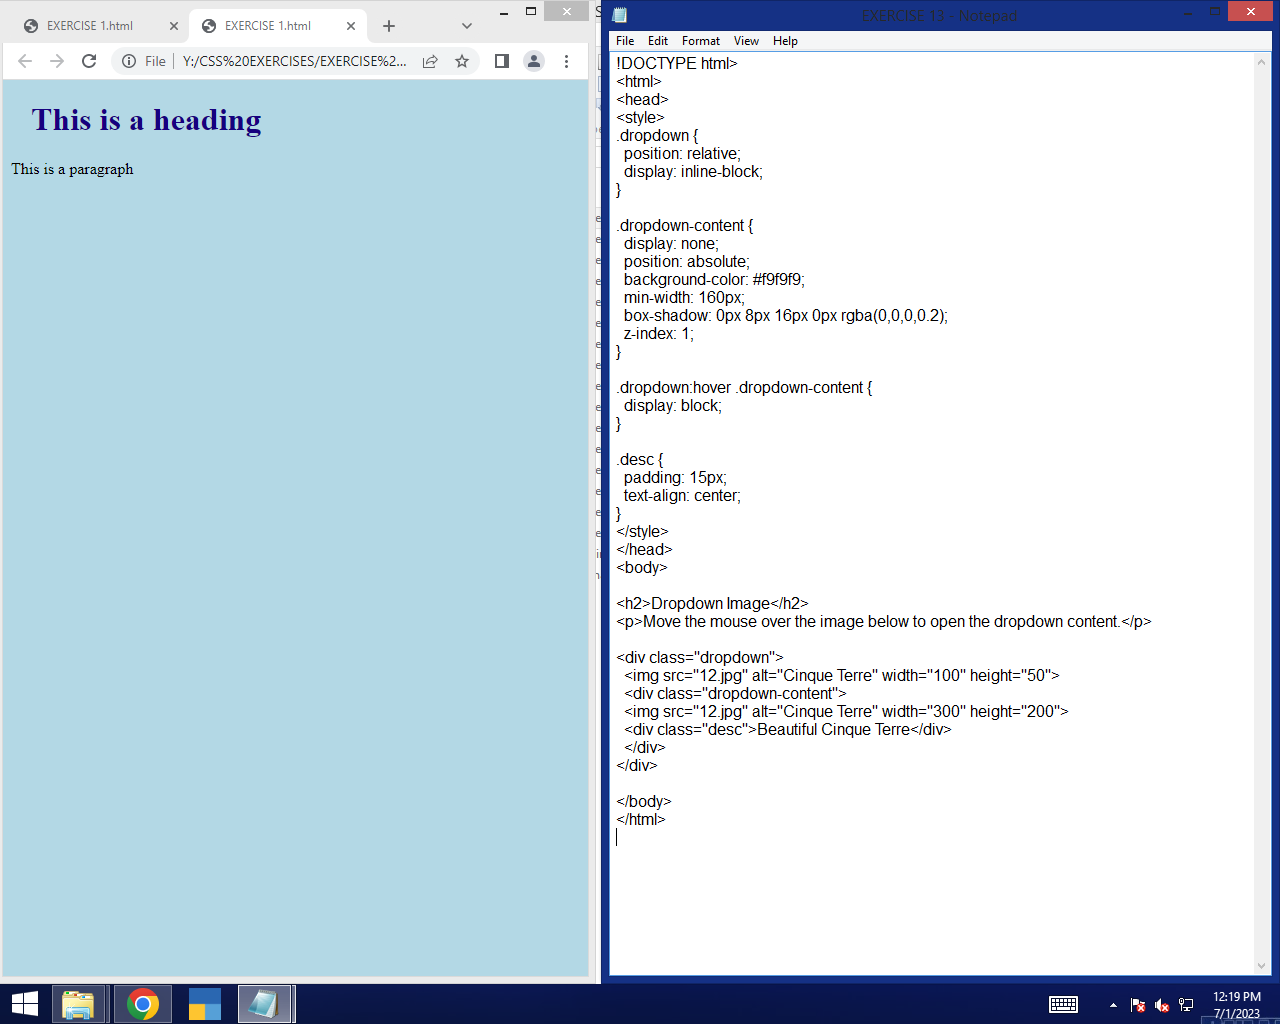 EXERCISE 1.html
EXERCISE 1.html
File
Y:/CSS%20EXERCISES/EXERCISE%2...
This is a heading
This is a paragraph
EXERCISE 13 - Notepad
File Edit Format View Help
!DOCTYPE html>
<html>
<head>
<style>
.dropdown {
  position: relative;
  display: inline-block;
}
.dropdown-content {
  display: none;
  position: absolute;
  background-color: #f9f9f9;
  min-width: 160px;
  box-shadow: 0px 8px 16px 0px rgba(0,0,0,0.2);
  z-index: 1;
}
.dropdown:hover .dropdown-content {
  display: block;
}
.desc {
  padding: 15px;
  text-align: center;
}
</style>
</head>
<body>
<h2>Dropdown Image</h2>
<p>Move the mouse over the image below to open the dropdown content.</p>
<div class="dropdown">
  <img src="12.jpg" alt="Cinque Terre" width="100" height="50">
  <div class="dropdown-content">
  <img src="12.jpg" alt="Cinque Terre" width="300" height="200">
  <div class="desc">Beautiful Cinque Terre</div>
  </div>
</div>
</body>
</html>
12:19 PM
7/1/2023